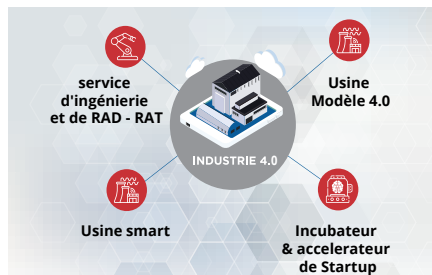 service
d'ingénierie
et de RAD - RAT
Usine
Modèle 4.0
INDUSTRIE 4.0
Usine smart
Incubateur
& accelerateur
de Startup